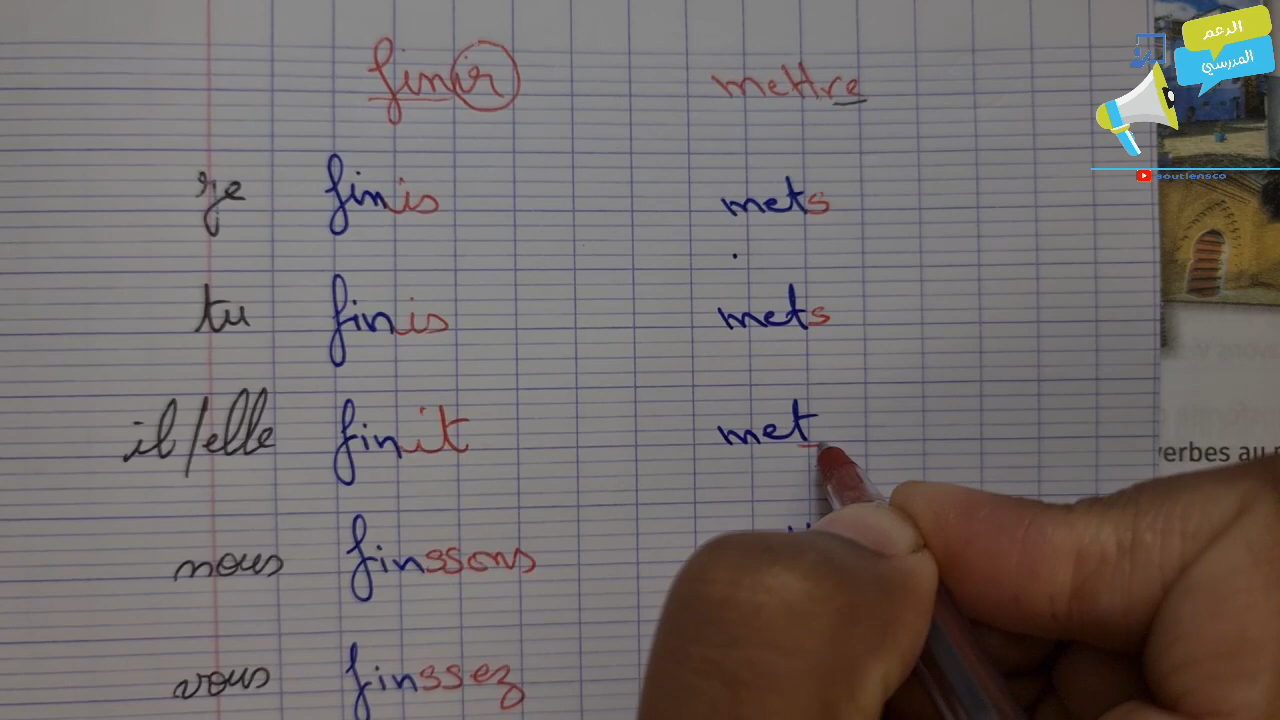 الدعم
المدرسي
soutiensco
finir mettre
je finis mets
tu finis mets
il/elle finit met
nous finssons
vous finssez
verbes au